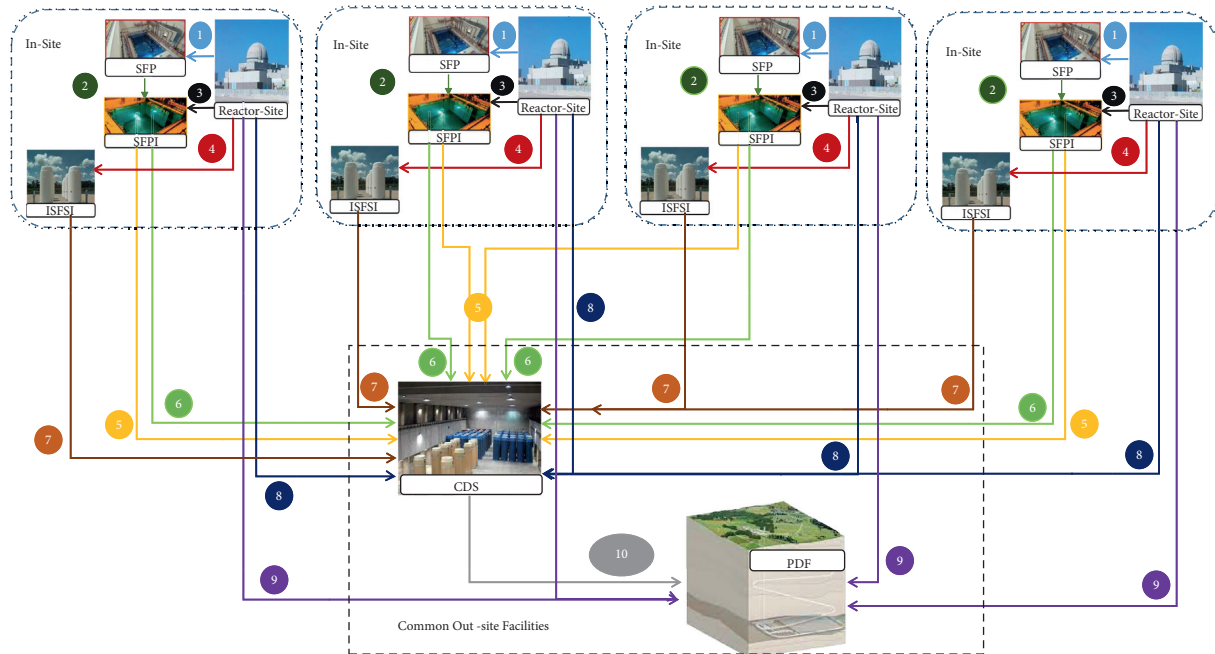 In-Site
1
SFP
2
3
Reactor-Site
SFPI
4
ISFSI
In-Site
1
SFP
2
3
Reactor-Site
SFPI
4
ISFSI
In-Site
1
SFP
2
3
Reactor-Site
SFPI
4
ISFSI
In-Site
1
SFP
2
3
Reactor-Site
SFPI
4
ISFSI
5
8
6
6
7
7
7
6
5
6
5
7
8
8
8
CDS
8
10
PDF
9
9
9
Common Out -site Facilities